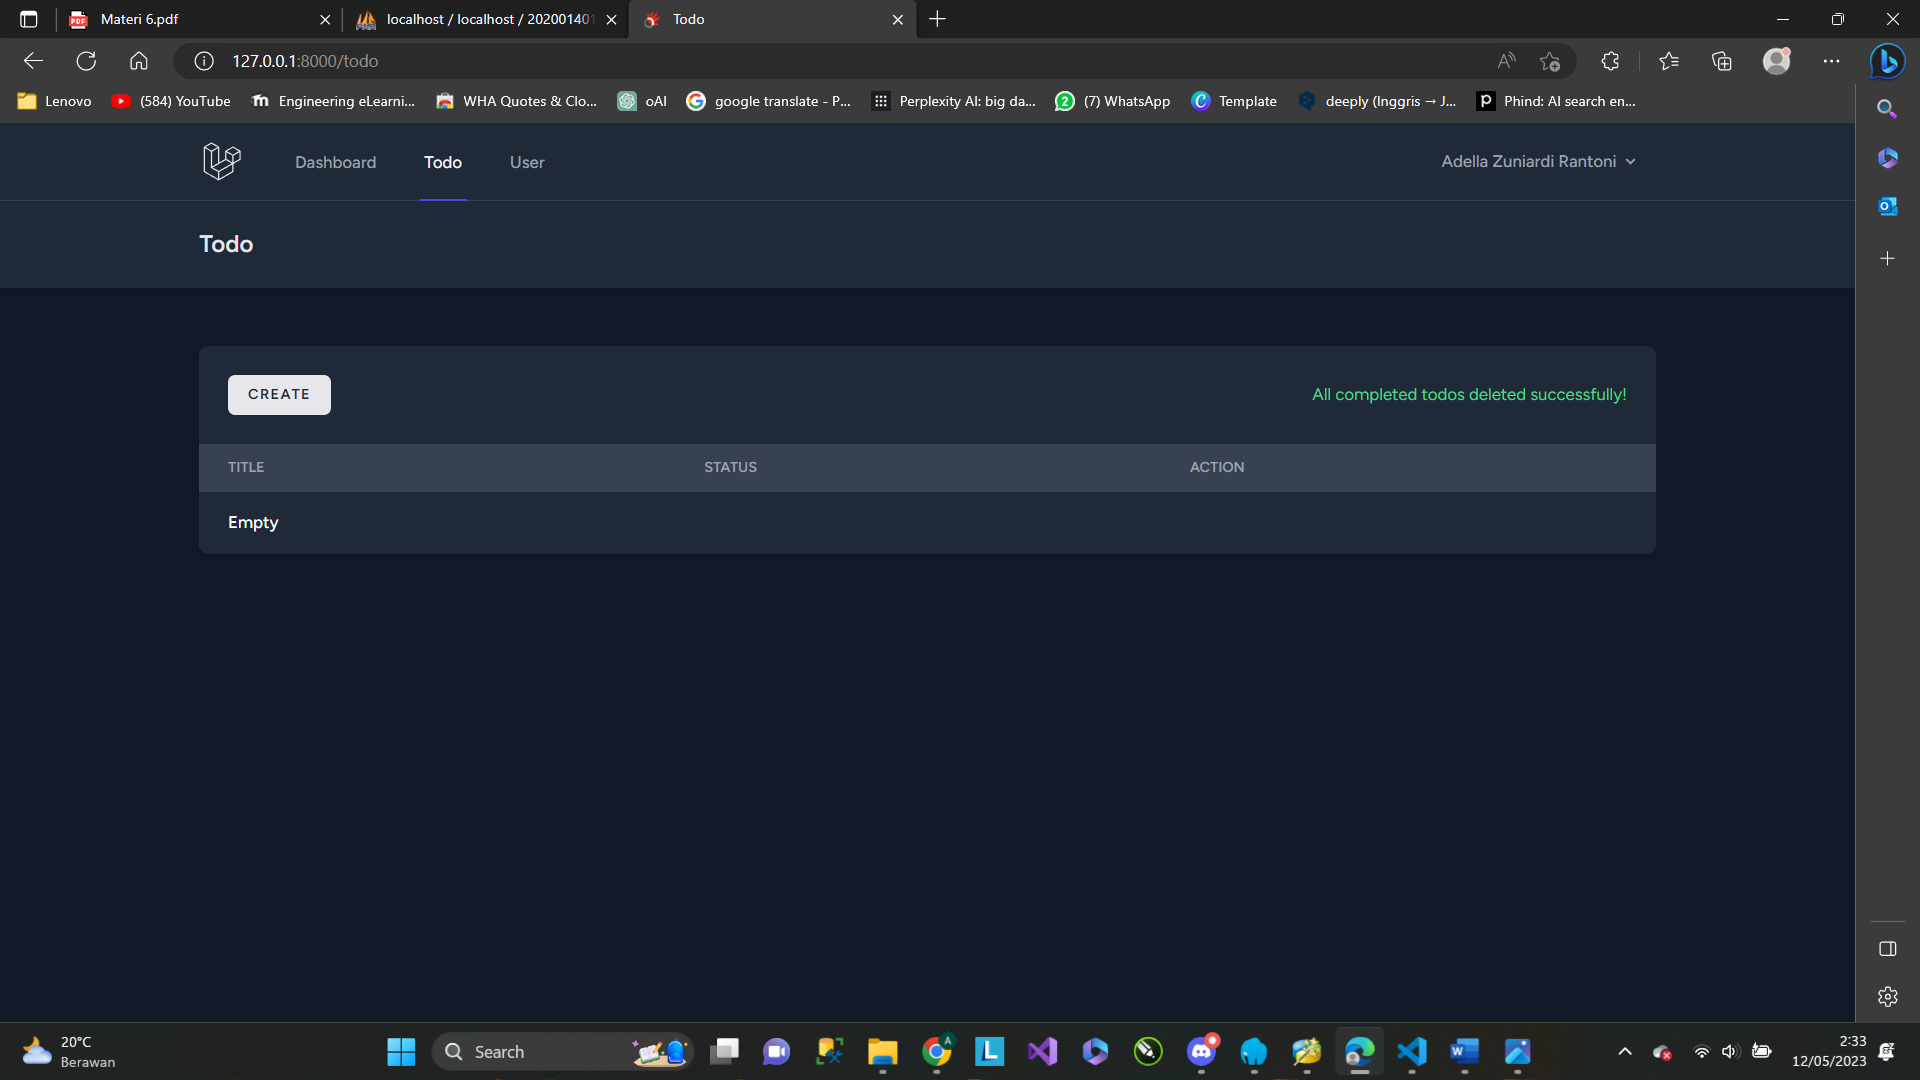 Materi 6.pdf
localhost / localhost / 202001401
Todo
127.0.0.1:8000/todo
Lenovo
(584) YouTube
Engineering eLearni...
WHA Quotes & Clo...
oAI
google translate - P...
Perplexity AI: big da...
(7) WhatsApp
Template
deeply (Inggris → J...
Phind: AI search en...
Dashboard
Todo
User
Adella Zuniardi Rantoni
Todo
CREATE
All completed todos deleted successfully!
TITLE
STATUS
ACTION
Empty
20°C
Berawan
Search
2:33
12/05/2023